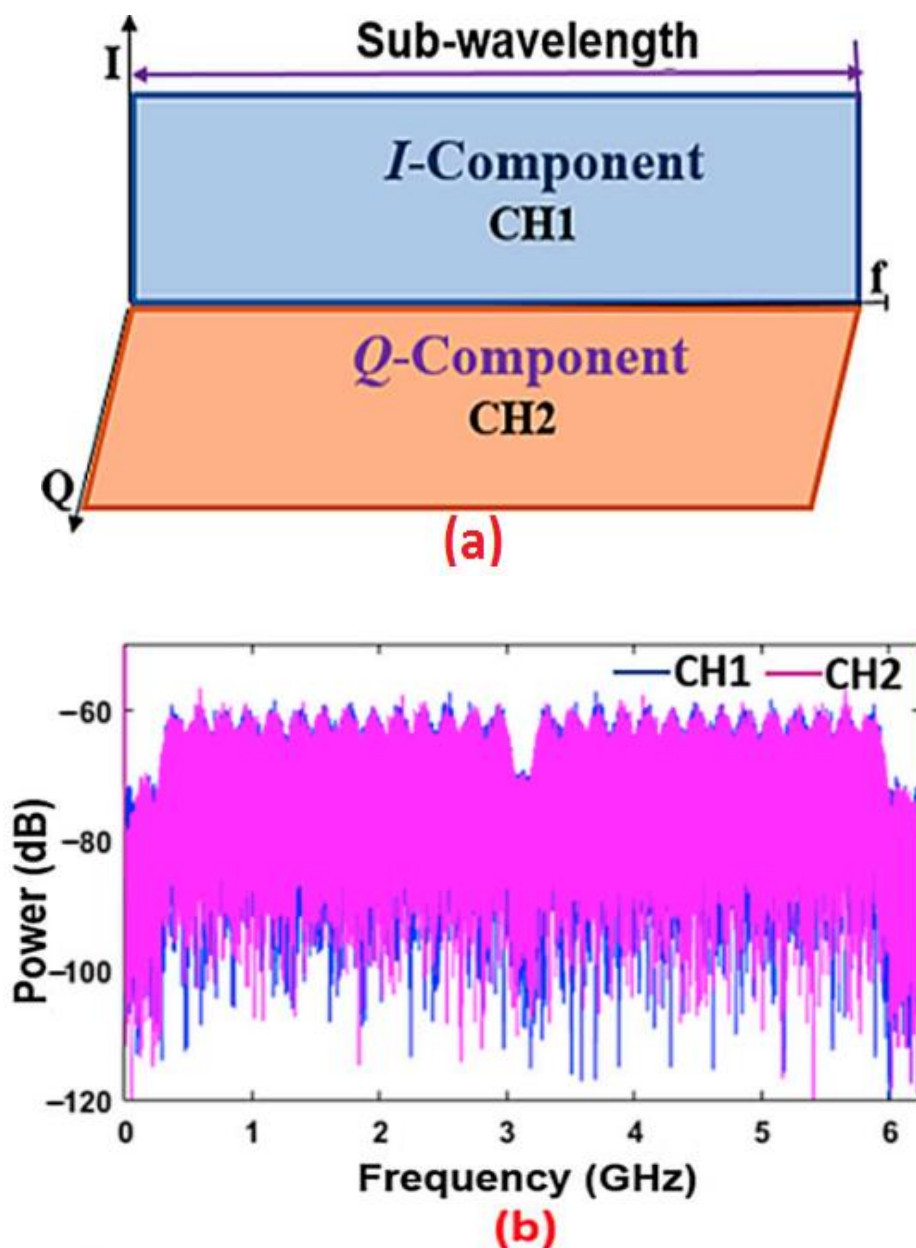 Sub-wavelength
I
I-Component
CH1
f
Q-Component
CH2
Q
(a)
CH1 CH2
−60
−80
−100
−120
Power (dB)
0 1 2 3 4 5 6
Frequency (GHz)
(b)